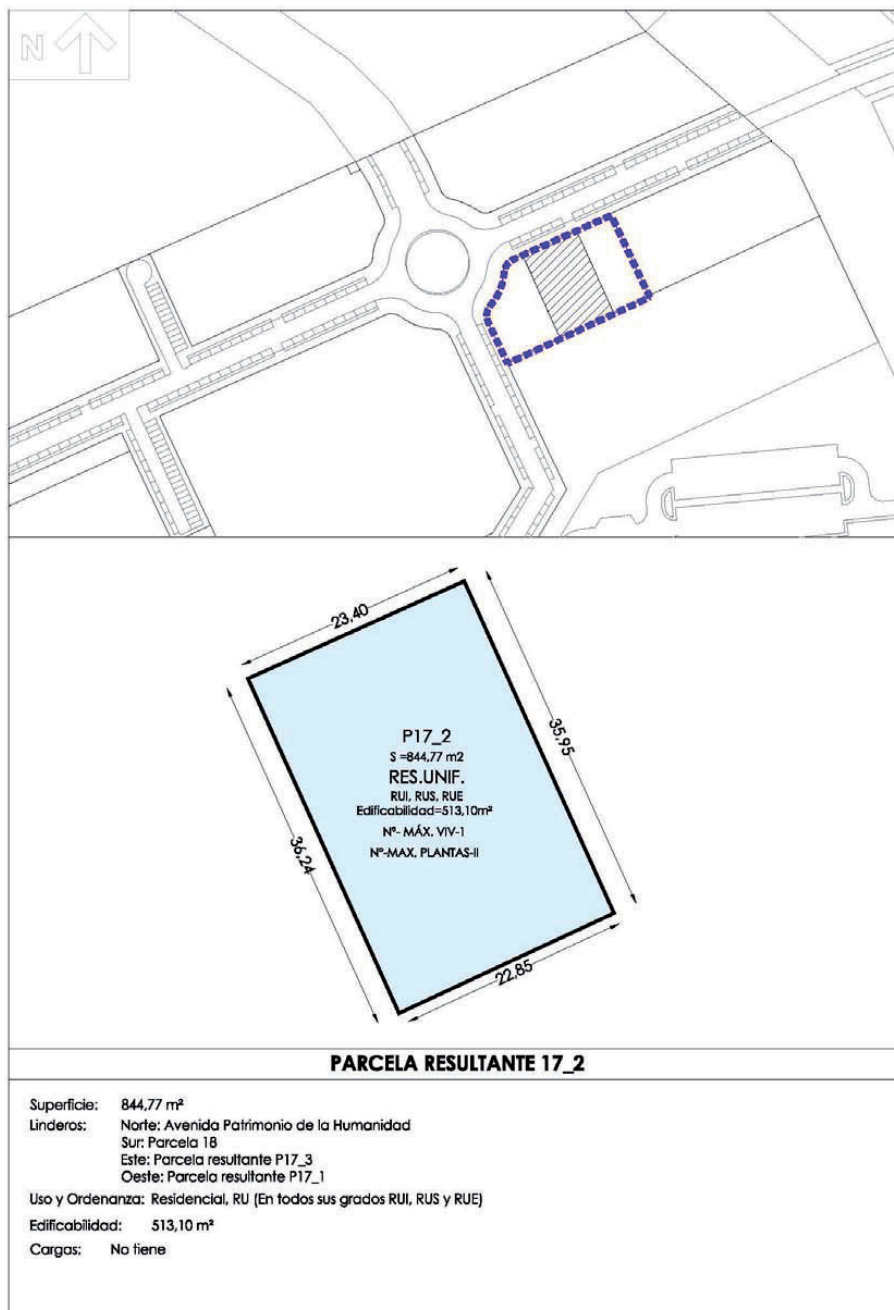 N
23,40
35,95
P17_2
S =844,77 m2
RES.UNIF.
RUI, RUS, RUE
Edificabilidad=513,10m²
Nº- MÁX. VIV-1
Nº-MAX. PLANTAS-II
36,24
22,85
PARCELA RESULTANTE 17_2
Superficie: 844,77 m²
Linderos: Norte: Avenida Patrimonio de la Humanidad
Sur: Parcela 18
Este: Parcela resultante P17_3
Oeste: Parcela resultante P17_1
Uso y Ordenanza: Residencial, RU (En todos sus grados RUI, RUS y RUE)
Edificabilidad: 513,10 m²
Cargas: No tiene